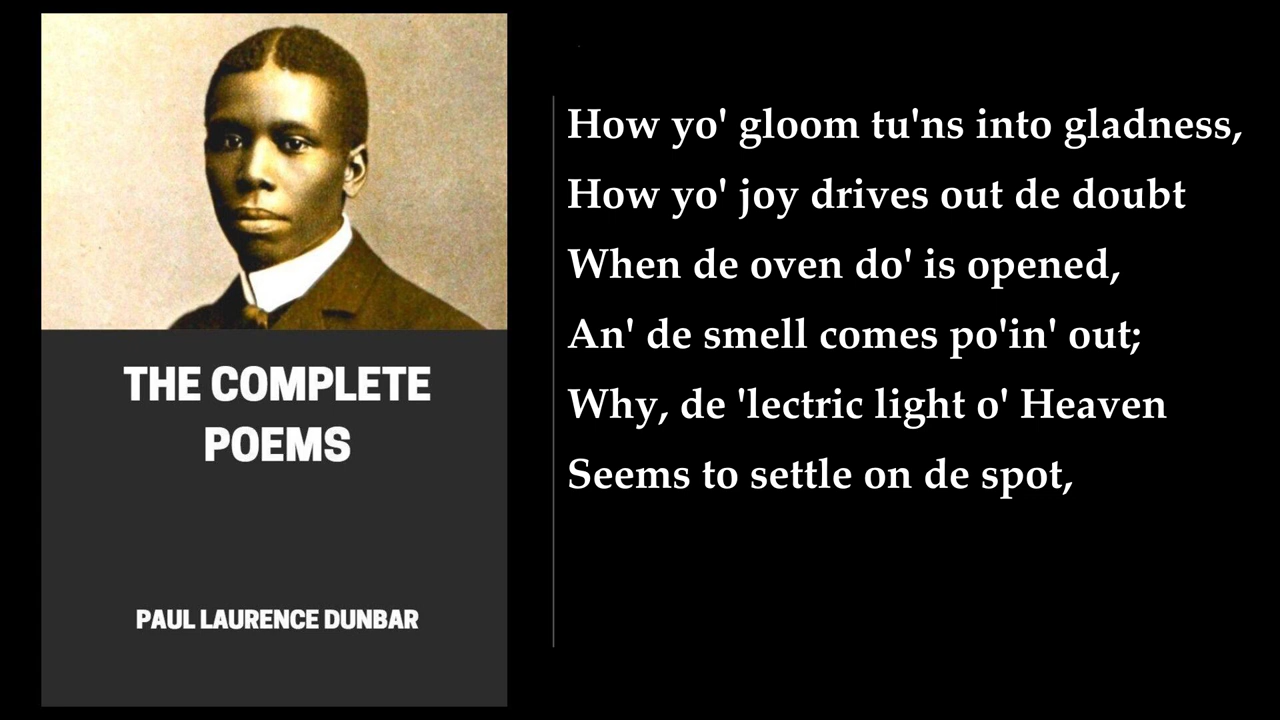 THE COMPLETE
POEMS
PAUL LAURENCE DUNBAR
How yo' gloom tu'ns into gladness,
How yo' joy drives out de doubt
When de oven do' is opened,
An' de smell comes po'in' out;
Why, de 'lectric light o' Heaven
Seems to settle on de spot,